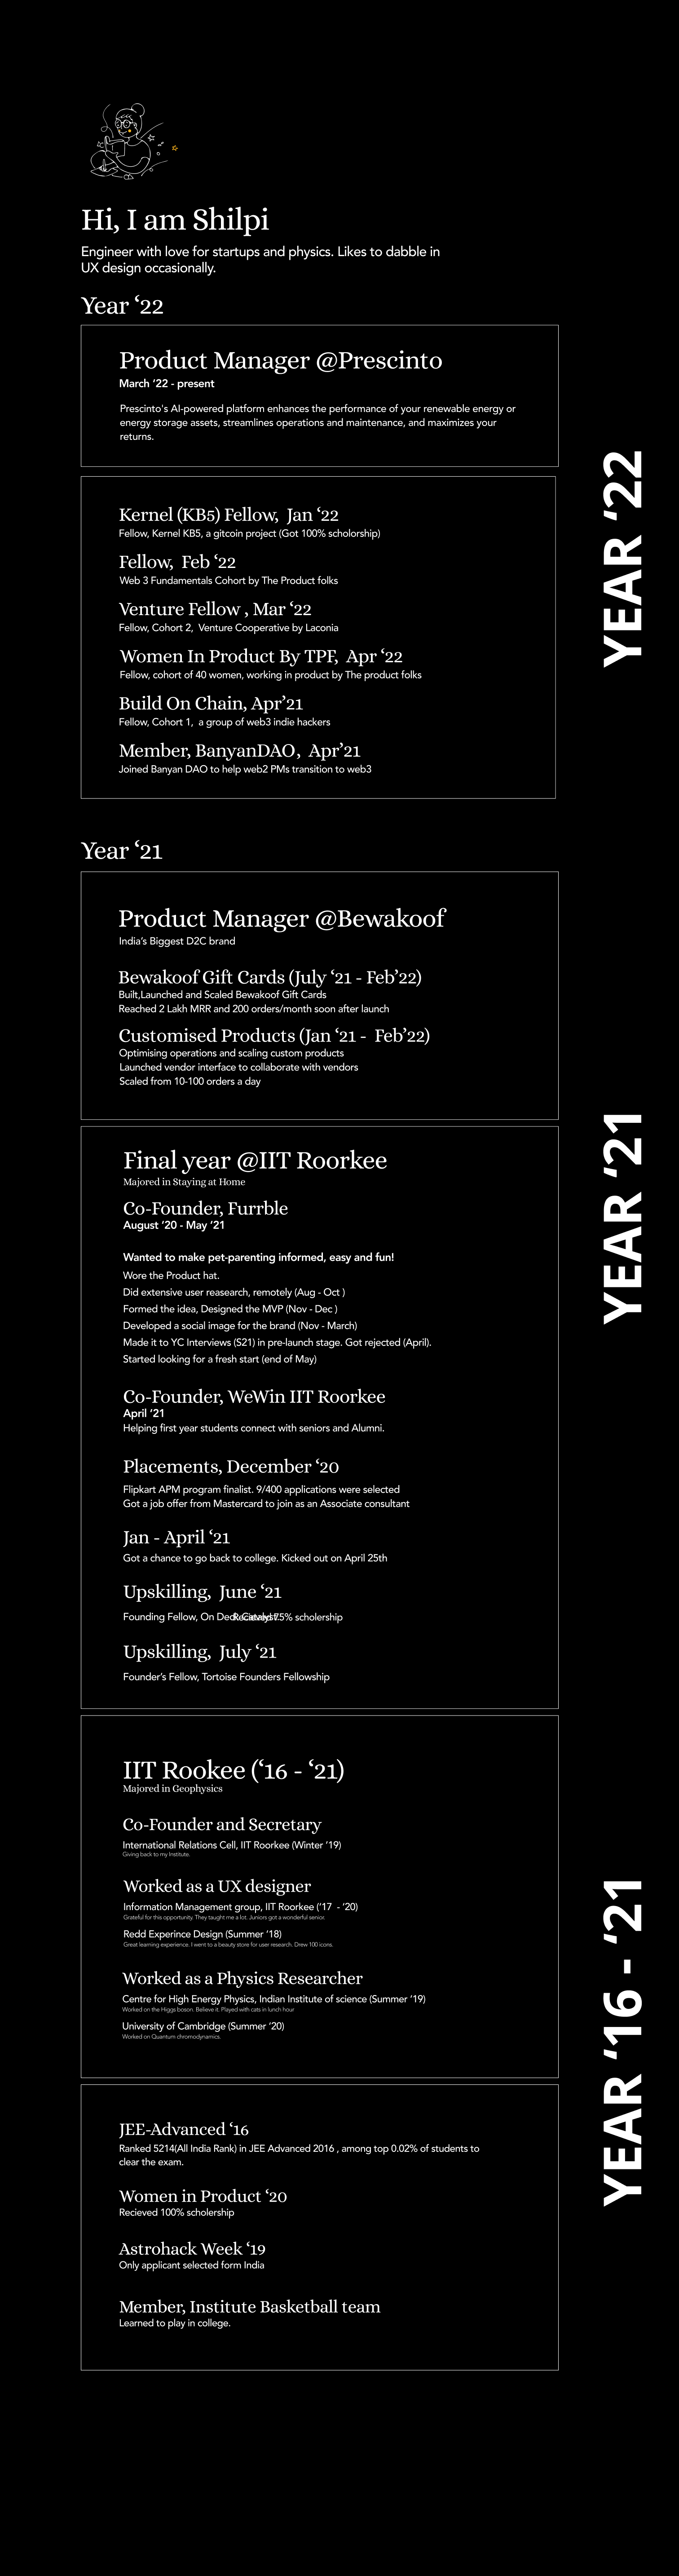 Hi, I am Shilpi
Engineer with love for startups and physics. Likes to dabble in
UX design occasionally.
Year ‘22
Product Manager @Prescinto
March ‘22 - present
Prescinto's AI-powered platform enhances the performance of your renewable energy or
energy storage assets, streamlines operations and maintenance, and maximizes your
returns.
Kernel (KB5) Fellow, Jan ‘22
Fellow, Kernel KB5, a gitcoin project (Got 100% scholorship)
Fellow, Feb ‘22
Web 3 Fundamentals Cohort by The Product folks
Venture Fellow , Mar ‘22
Fellow, Cohort 2, Venture Cooperative by Laconia
Women In Product By TPF, Apr ‘22
Fellow, cohort of 40 women, working in product by The product folks
Build On Chain, Apr’21
Fellow, Cohort 1, a group of web3 indie hackers
Member, BanyanDAO, Apr’21
Joined Banyan DAO to help web2 PMs transition to web3
YEAR ‘22
Year ‘21
Product Manager @Bewakoof
India’s Biggest D2C brand
Bewakoof Gift Cards (July ‘21 - Feb’22)
Built,Launched and Scaled Bewakoof Gift Cards
Reached 2 Lakh MRR and 200 orders/month soon after launch
Customised Products (Jan ‘21 - Feb’22)
Optimising operations and scaling custom products
Launched vendor interface to collaborate with vendors
Scaled from 10-100 orders a day
Final year @IIT Roorkee
Majored in Staying at Home
Co-Founder, Furrble
August ‘20 - May ‘21
Wanted to make pet-parenting informed, easy and fun!
Wore the Product hat.
Did extensive user reasearch, remotely (Aug - Oct )
Formed the idea, Designed the MVP (Nov - Dec )
Developed a social image for the brand (Nov - March)
Made it to YC Interviews (S21) in pre-launch stage. Got rejected (April).
Started looking for a fresh start (end of May)
Co-Founder, WeWin IIT Roorkee
April ‘21
Helping first year students connect with seniors and Alumni.
Placements, December ‘20
Flipkart APM program finalist. 9/400 applications were selected
Got a job offer from Mastercard to join as an Associate consultant
Jan - April ‘21
Got a chance to go back to college. Kicked out on April 25th
Upskilling, June ‘21
Founding Fellow, On Deck Catalyst. Recieved 75% scholership
Upskilling, July ‘21
Founder’s Fellow, Tortoise Founders Fellowship
YEAR ‘21
IIT Rookee (‘16 - ‘21)
Majored in Geophysics
Co-Founder and Secretary
International Relations Cell, IIT Roorkee (Winter ‘19)
Giving back to my Institute.
Worked as a UX designer
Information Management group, IIT Roorkee (‘17 - ‘20)
Grateful for this opportunity. They taught me a lot. Juniors got a wonderful senior.
Redd Experince Design (Summer ‘18)
Great learning experience. I went to a beauty store for user research. Drew 100 icons.
Worked as a Physics Researcher
Centre for High Energy Physics, Indian Institute of science (Summer ‘19)
Worked on the Higgs boson. Believe it. Played with cats in lunch hour
University of Cambridge (Summer ‘20)
Worked on Quantum chromodynamics.
YEAR ‘16 - ‘21
JEE-Advanced ‘16
Ranked 5214(All India Rank) in JEE Advanced 2016 , among top 0.02% of students to
clear the exam.
Women in Product ‘20
Recieved 100% scholership
Astrohack Week ‘19
Only applicant selected form India
Member, Institute Basketball team
Learned to play in college.